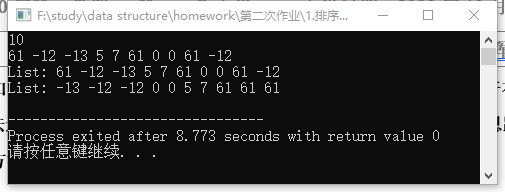 F:\study\data structure\homework\第二次作业\1.排序...
10
61 -12 -13 5 7 61 0 0 61 -12
List: 61 -12 -13 5 7 61 0 0 61 -12
List: -13 -12 -12 0 0 5 7 61 61 61
--------------------------------
Process exited after 8.773 seconds with return value 0
请按任意键继续. . .